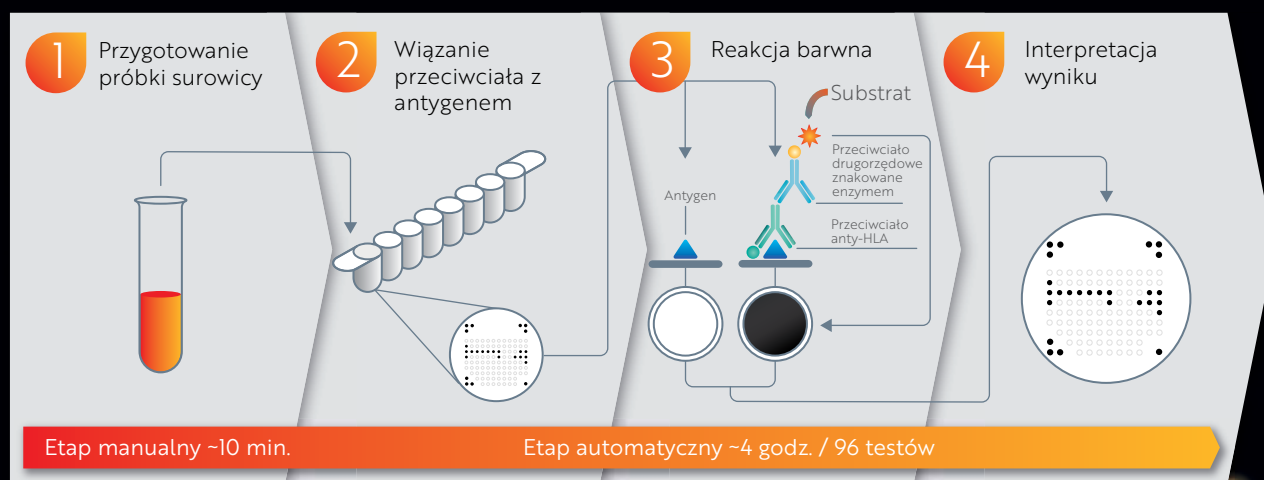 1
Przygotowanie
próbki surowicy
2
Wiązanie
przeciwciała z
antygenem
3
Reakcja barwna
Substrat
Przeciwciało
drugorzędowe
znakowane
enzymem
Antygen
Przeciwciało
anty-HLA
4
Interpretacja
wyniku
Etap manualny ~10 min.
Etap automatyczny ~4 godz. / 96 testów